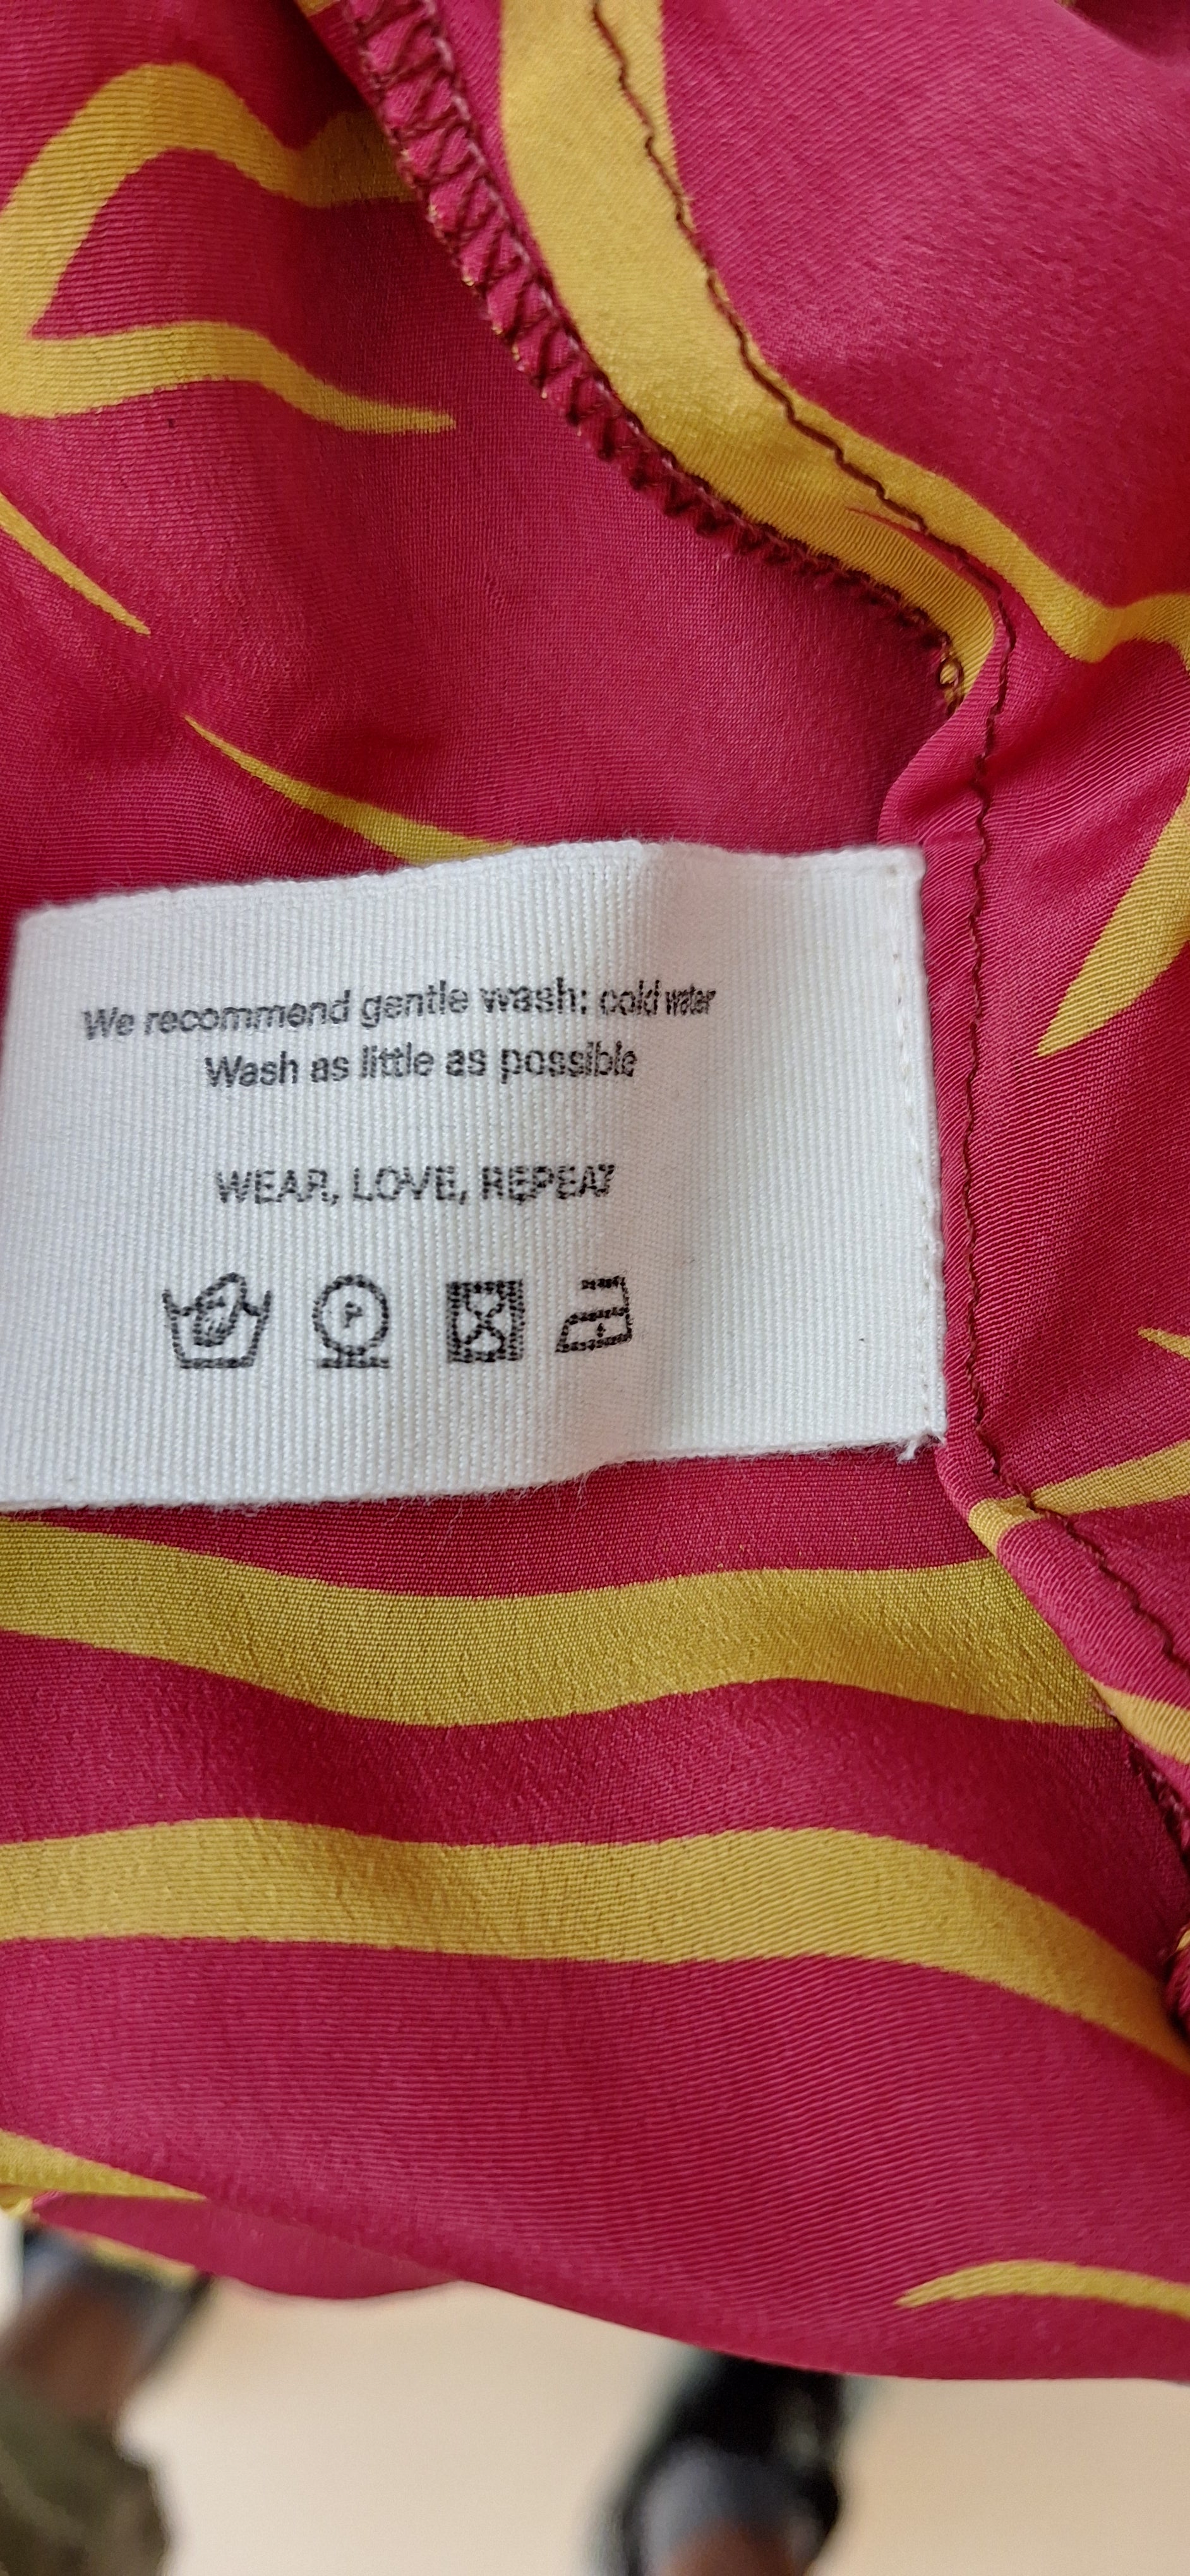 We recommend gentle wash: cold water
Wash as little as possible
WEAR, LOVE, REPEAT
P